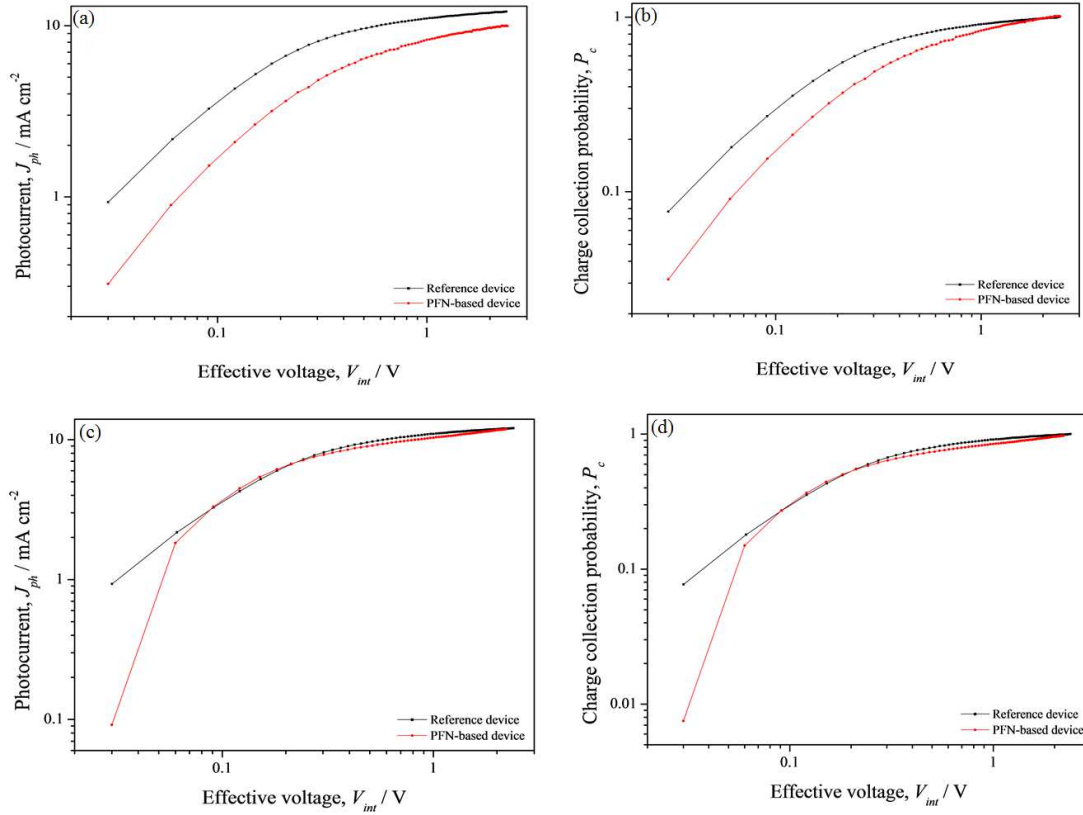 (a)
10
1
0.1
1
Photocurrent, J_ph / mA cm⁻²
Effective voltage, V_int / V
Reference device
PFN-based device
(b)
1
0.1
0.1
1
Charge collection probability, P_c
Effective voltage, V_int / V
Reference device
PFN-based device
(c)
10
1
0.1
0.1
1
Photocurrent, J_ph / mA cm⁻²
Effective voltage, V_int / V
Reference device
PFN-based device
(d)
1
0.1
0.01
0.1
1
Charge collection probability, P_c
Effective voltage, V_int / V
Reference device
PFN-based device